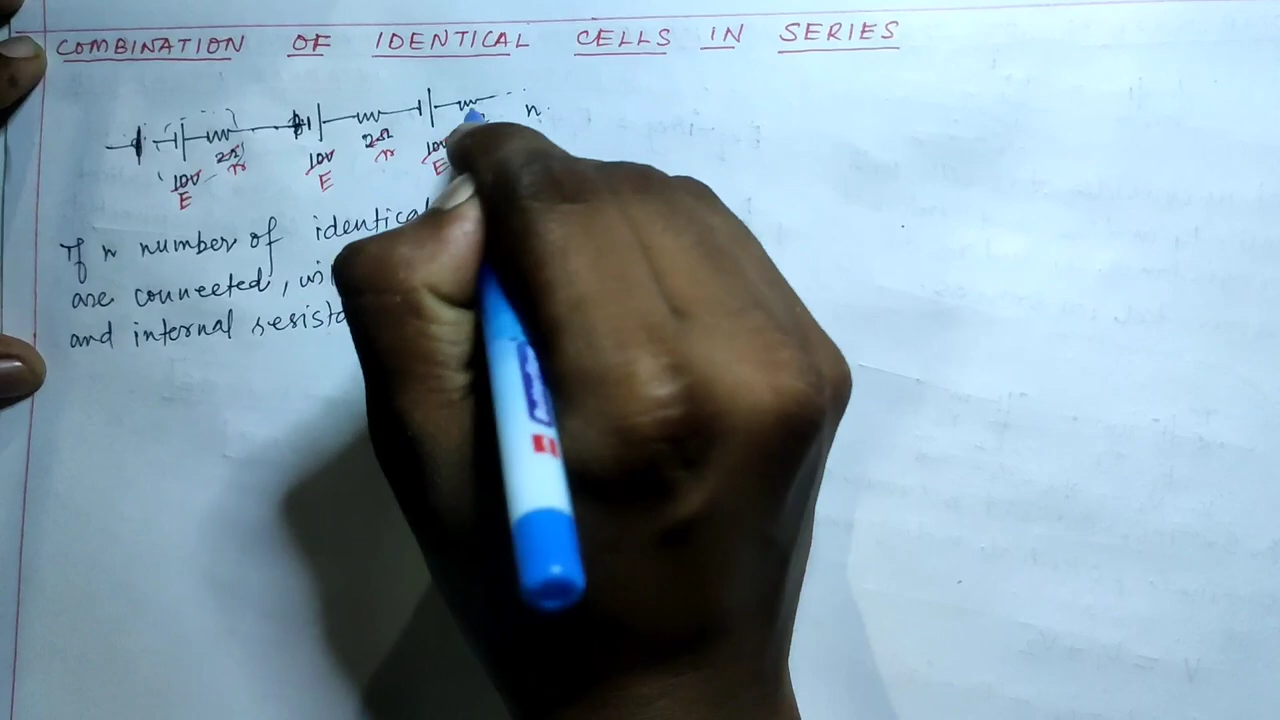 COMBINATION OF IDENTICAL CELLS IN SERIES
n
2Ω 2Ω
r r
10V 10V 10V
E E E
If n number of identical
are connected, wi
and internal resista